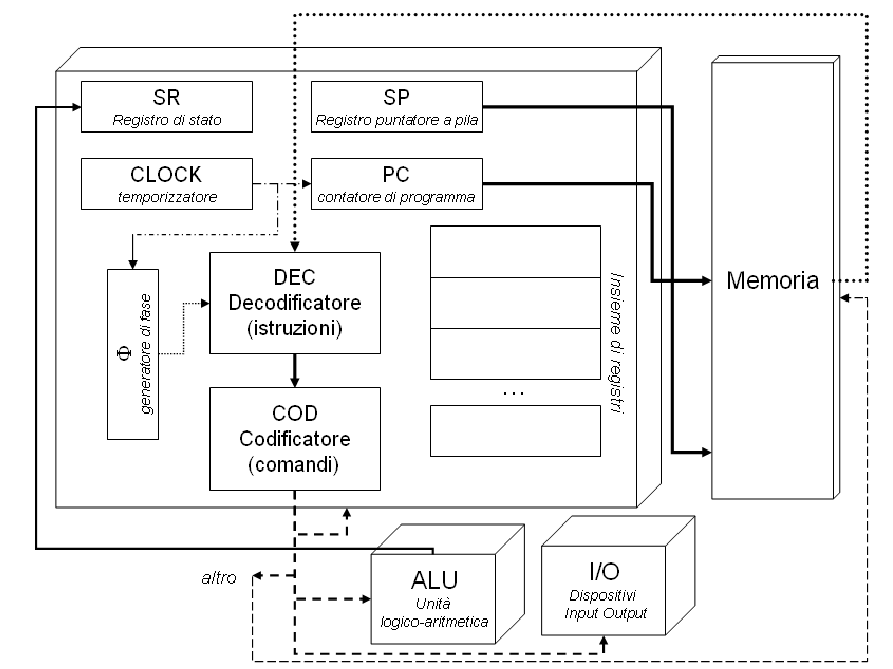 SR
Registro di stato
SP
Registro puntatore a pila
CLOCK
temporizzatore
PC
contatore di programma
Φ
generatore di fase
DEC
Decodificatore
(istruzioni)
COD
Codificatore
(comandi)
...
Insieme di registri
Memoria
altro
ALU
Unità
logico-aritmetica
I/O
Dispositivi
Input Output